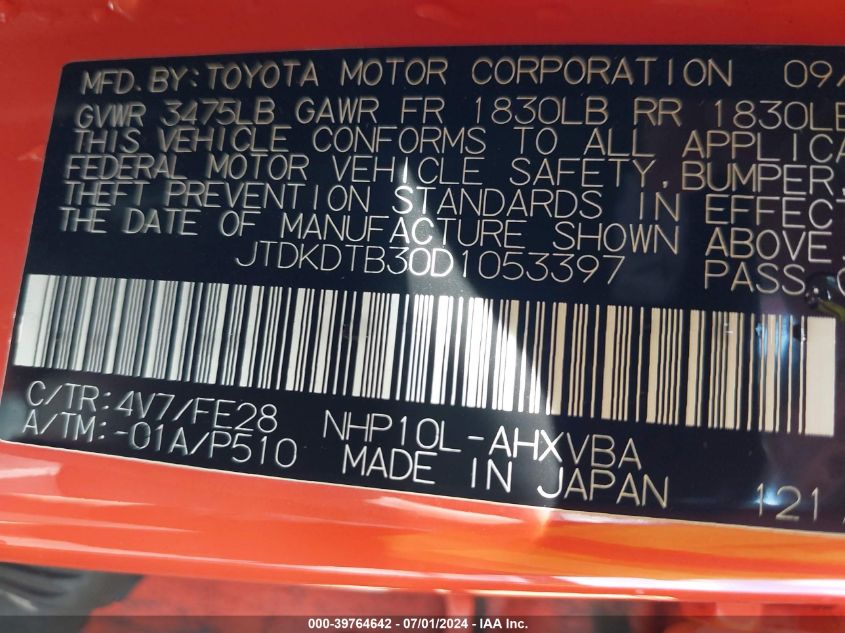 MFD. BY: TOYOTA MOTOR CORPORATION 09/
GVWR 3475LB GAWR FR 1830LB RR 1830LB
THIS VEHICLE CONFORMS TO ALL APPLICA
FEDERAL MOTOR VEHICLE SAFETY, BUMPER,
THEFT PREVENTION STANDARDS IN EFFECT
THE DATE OF MANUFACTURE SHOWN ABOVE.
JTDKDTB30D1053397 PASS.
C/TR: 4V7/FE28 NHP10L-AHXVBA
A/TM: -01A/P510 MADE IN JAPAN 121
000-39764642 / 07/01/2024 - IAA Inc.